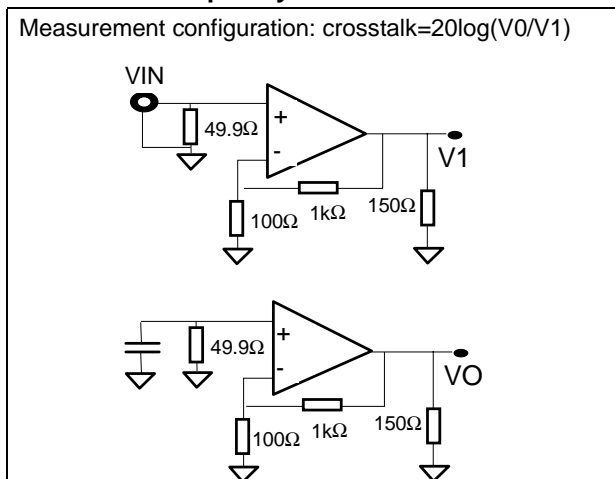 Measurement configuration: crosstalk=20log(V0/V1)
VIN
49.9Ω
+
-
V1
100Ω
1kΩ
150Ω
49.9Ω
+
-
VO
100Ω
1kΩ
150Ω